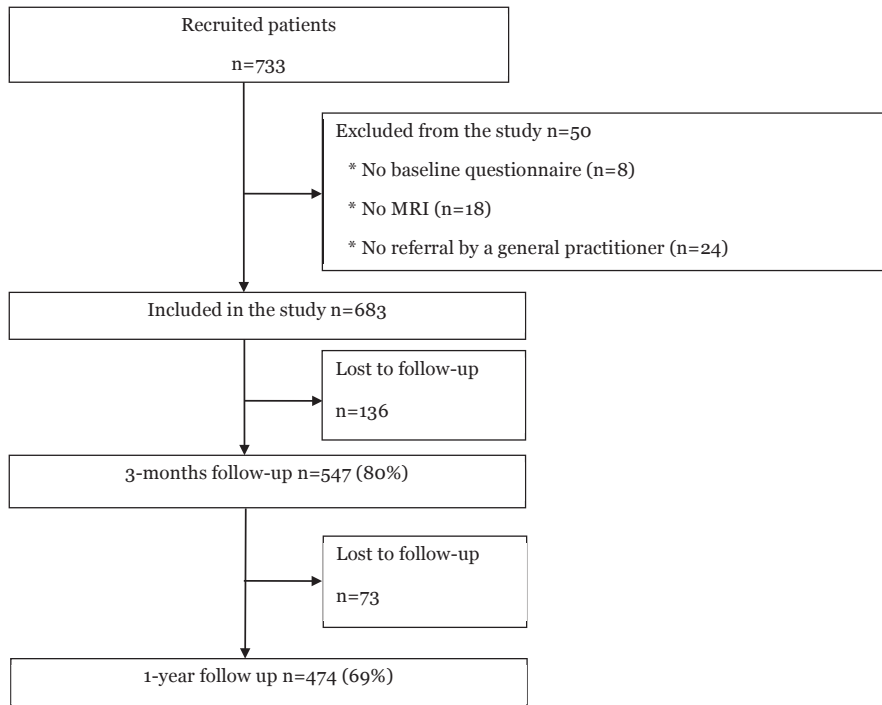 Recruited patients
n=733
Excluded from the study n=50
* No baseline questionnaire (n=8)
* No MRI (n=18)
* No referral by a general practitioner (n=24)
Included in the study n=683
Lost to follow-up
n=136
3-months follow-up n=547 (80%)
Lost to follow-up
n=73
1-year follow up n=474 (69%)